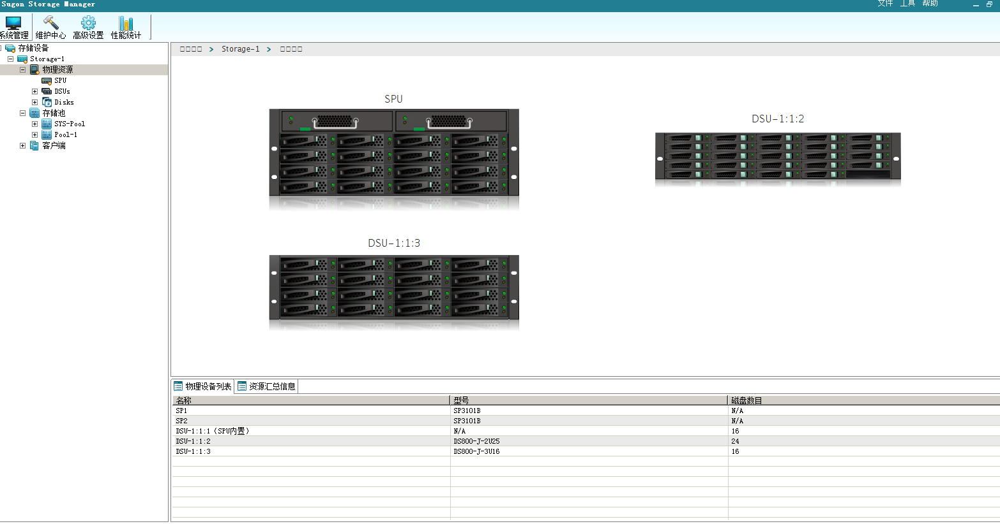 Sugon Storage Manager
文件 工具 帮助
系统管理 维护中心 高级设置 性能统计
存储设备
Storage-1
物理资源
SPU
DSUs
Disks
存储池
SYS-Pool
Pool-1
客户端
□□□□ > Storage-1 > □□□□
SPU
DSU-1:1:2
DSU-1:1:3
物理设备列表 资源汇总信息
名称 型号 磁盘数目
SP1 SP3101B N/A
SP2 SP3101B N/A
DSU-1:1:1（SPU内置） N/A 16
DSU-1:1:2 DS800-J-2U25 24
DSU-1:1:3 DS800-J-3U16 16